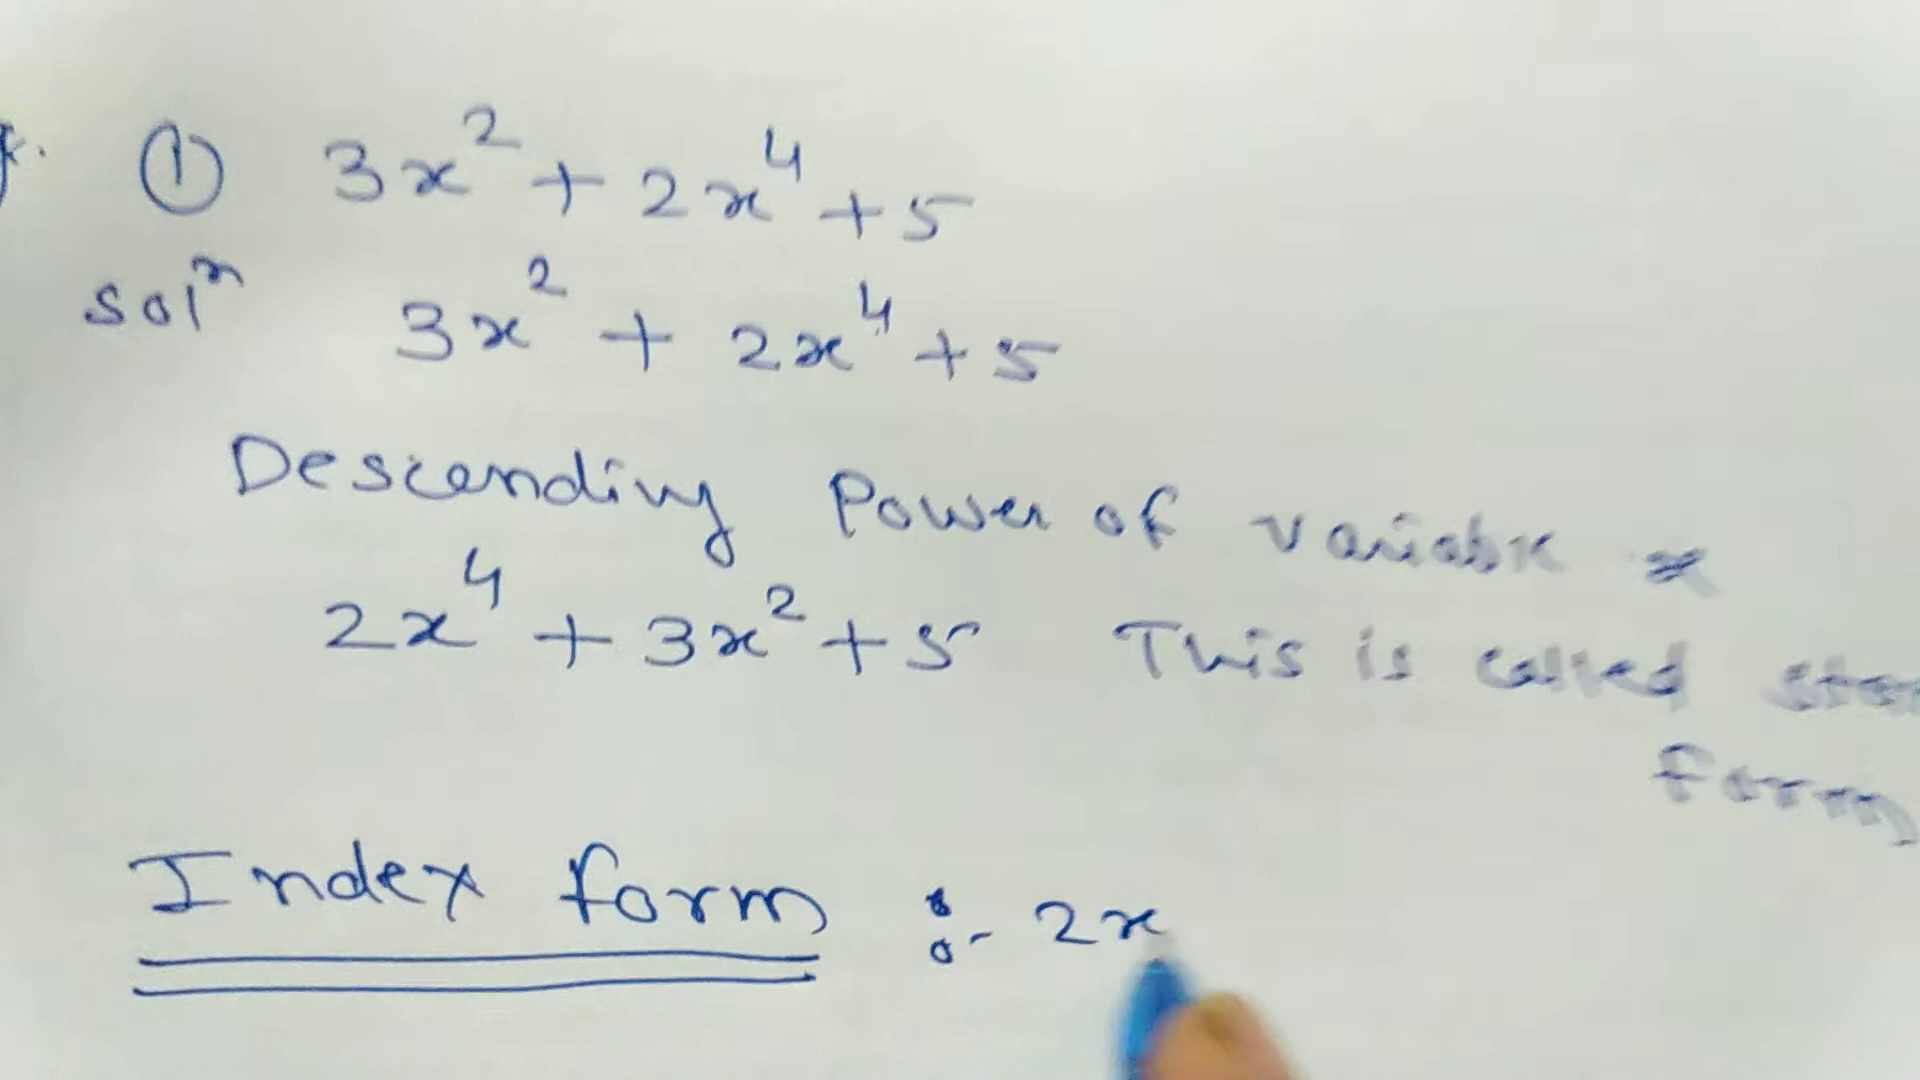 ① 3x² + 2x⁴ + 5
Solⁿ 3x² + 2x⁴ + 5
Descending Power of variable x
2x⁴ + 3x² + 5 This is called
form
Index form :- 2x